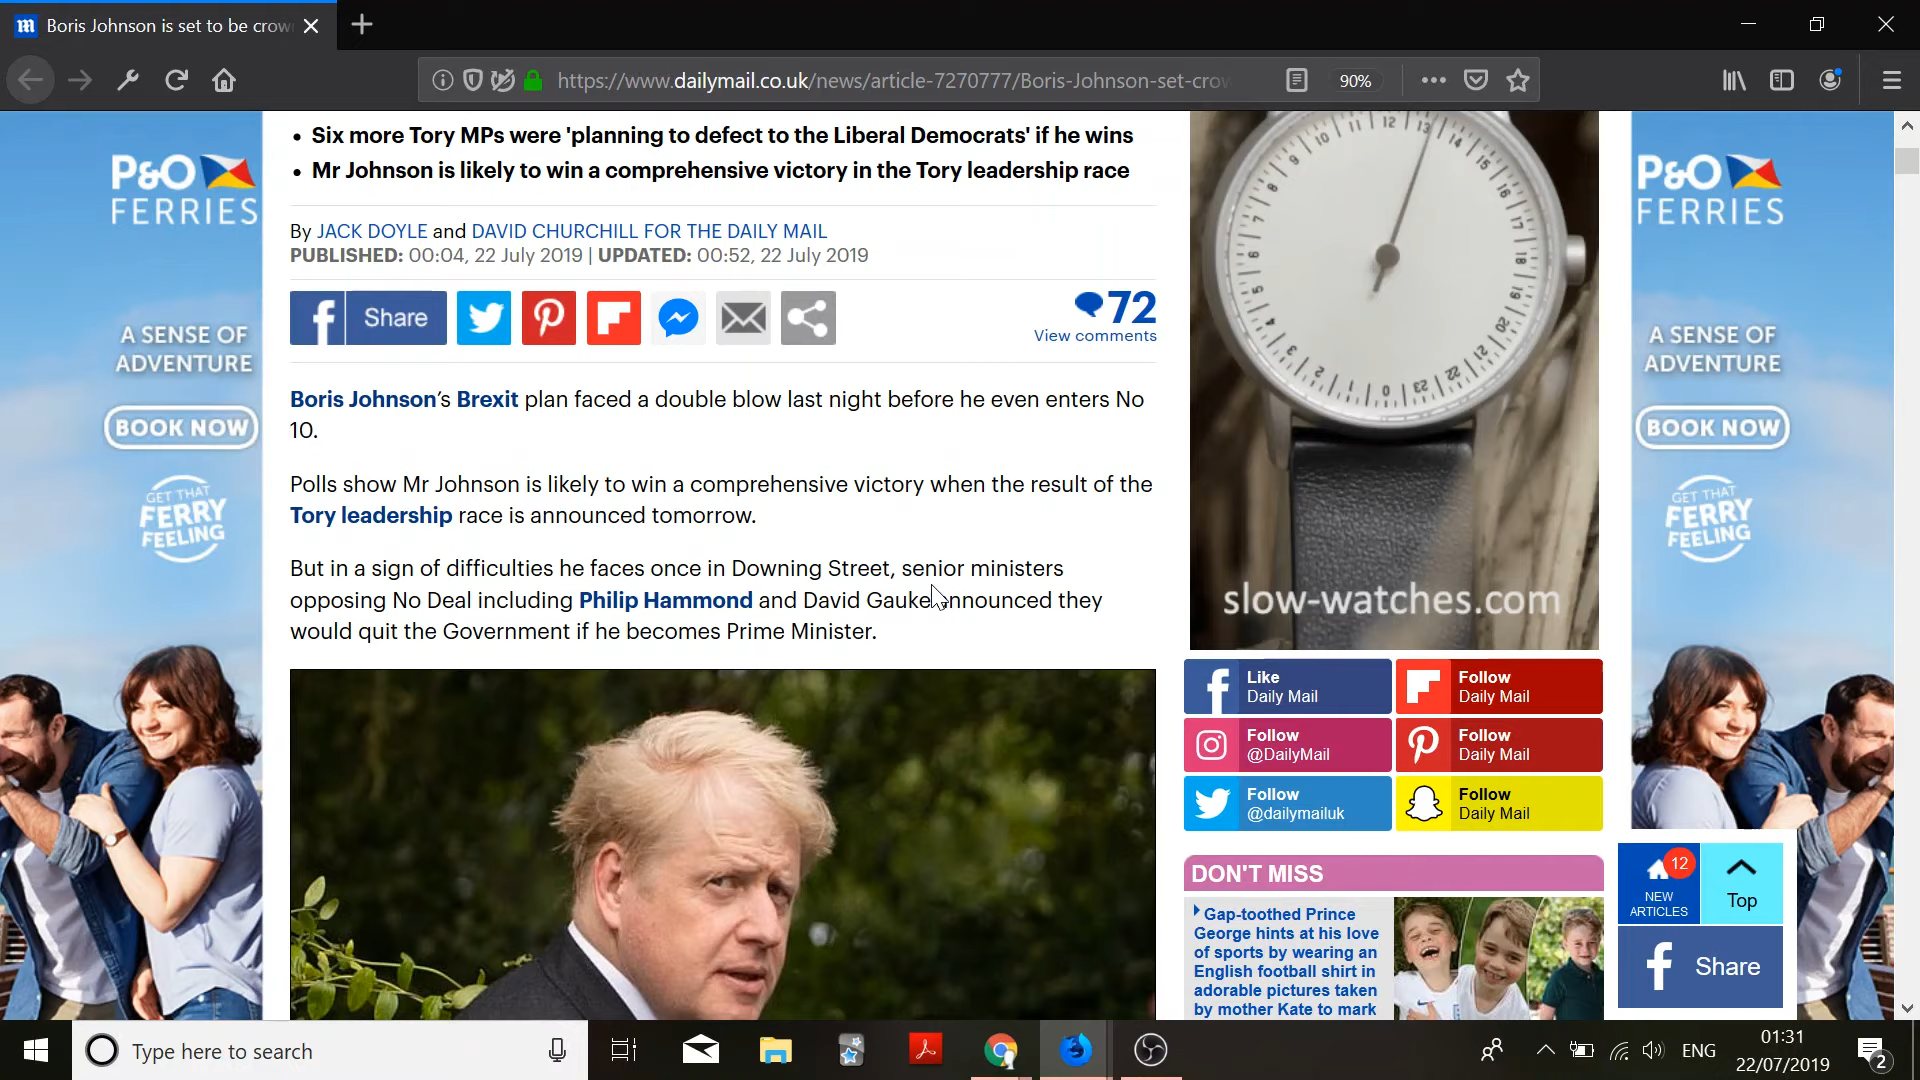 Boris Johnson is set to be crow
https://www.dailymail.co.uk/news/article-7270777/Boris-Johnson-set-crow
90%
• Six more Tory MPs were 'planning to defect to the Liberal Democrats' if he wins
• Mr Johnson is likely to win a comprehensive victory in the Tory leadership race
By JACK DOYLE and DAVID CHURCHILL FOR THE DAILY MAIL
PUBLISHED: 00:04, 22 July 2019 | UPDATED: 00:52, 22 July 2019
Share
72
View comments
Boris Johnson's Brexit plan faced a double blow last night before he even enters No
10.
Polls show Mr Johnson is likely to win a comprehensive victory when the result of the
Tory leadership race is announced tomorrow.
But in a sign of difficulties he faces once in Downing Street, senior ministers
opposing No Deal including Philip Hammond and David Gauke announced they
would quit the Government if he becomes Prime Minister.
P&O
FERRIES
A SENSE OF
ADVENTURE
BOOK NOW
GET THAT
FERRY
FEELING
slow-watches.com
Like
Daily Mail
Follow
Daily Mail
Follow
@DailyMail
Follow
Daily Mail
Follow
@dailymailuk
Follow
Daily Mail
DON'T MISS
Gap-toothed Prince
George hints at his love
of sports by wearing an
English football shirt in
adorable pictures taken
by mother Kate to mark
P&O
FERRIES
A SENSE OF
ADVENTURE
BOOK NOW
GET THAT
FERRY
FEELING
12
NEW
ARTICLES
Top
Share
Type here to search
ENG
01:31
22/07/2019
2